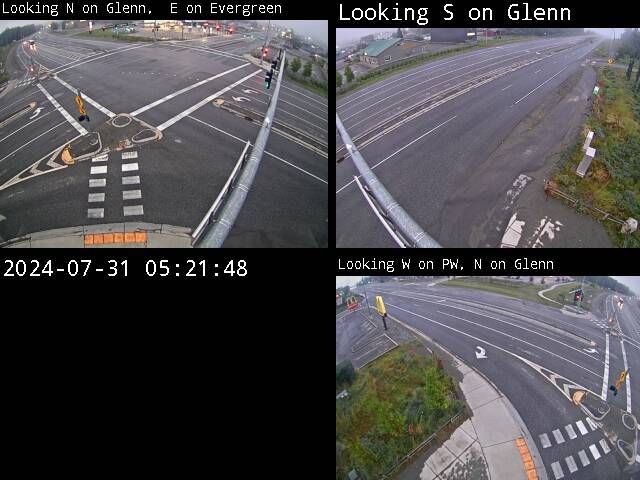 Looking N on Glenn,  E on Evergreen
Looking S on Glenn
2024-07-31 05:21:48
Looking W on PW, N on Glenn